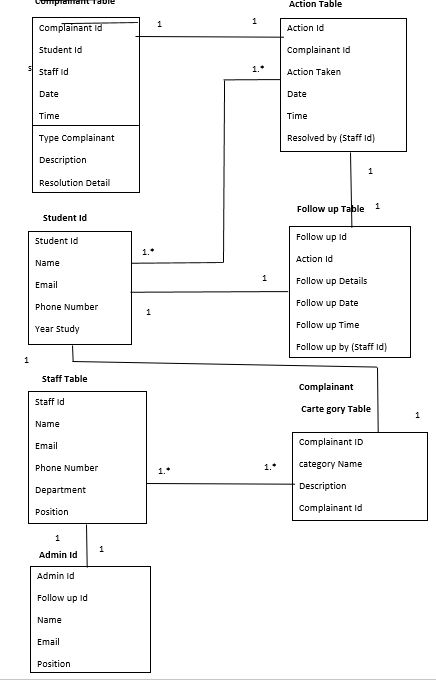 Complainant Table
Complainant Id
Student Id
s
Staff Id
Date
Time
Type Complainant
Description
Resolution Detail
1
1
Action Table
Action Id
Complainant Id
1.*
Action Taken
Date
Time
Resolved by (Staff Id)
1
Student Id
Student Id
Name
Email
Phone Number
Year Study
1.*
1
1
Follow up Table
1
Follow up Id
Action Id
Follow up Details
Follow up Date
Follow up Time
Follow up by (Staff Id)
1
Staff Table
Staff Id
Name
Email
Phone Number
Department
Position
1.*
1.*
Complainant
Carte gory Table
1
Complainant ID
category Name
Description
Complainant Id
1
1
Admin Id
Admin Id
Follow up Id
Name
Email
Position